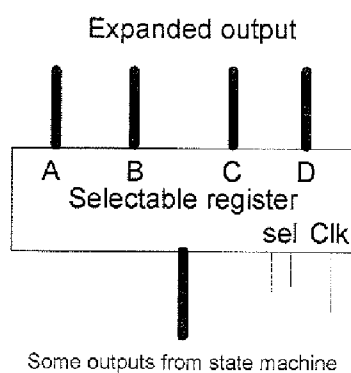 Expanded output
A B C D
Selectable register
sel Clk
Some outputs from state machine